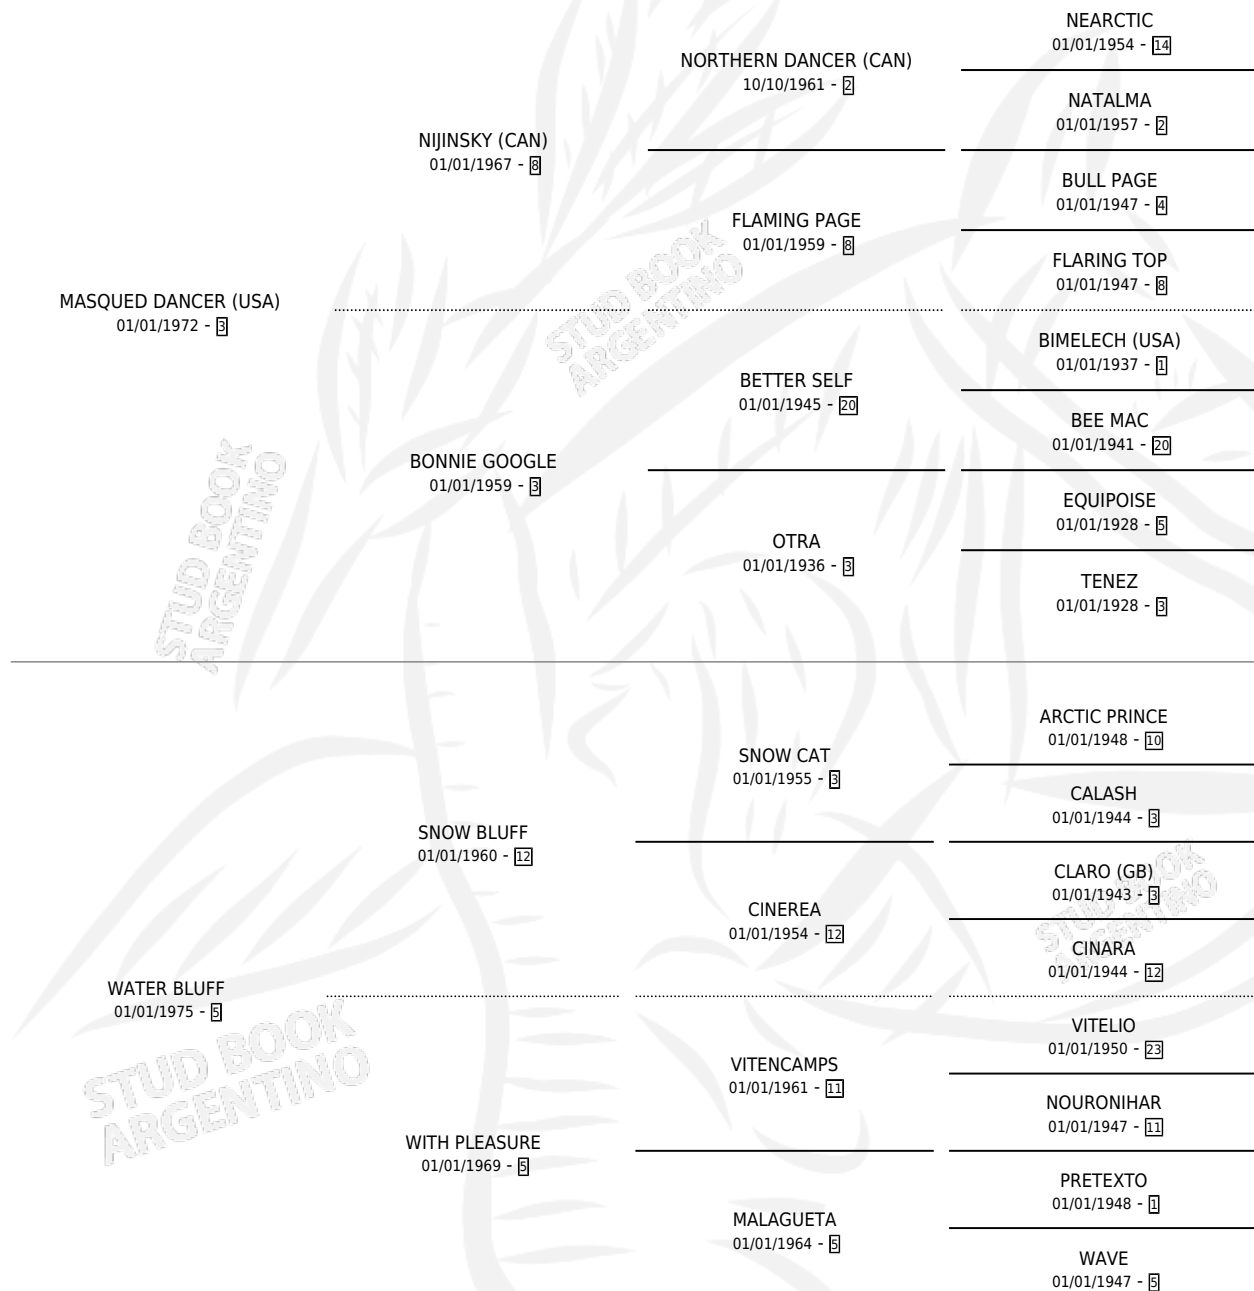 NEARCTIC
01/01/1954 - 14
NORTHERN DANCER (CAN)
10/10/1961 - 2
NATALMA
01/01/1957 - 2
NIJINSKY (CAN)
01/01/1967 - 8
BULL PAGE
01/01/1947 - 4
FLAMING PAGE
01/01/1959 - 8
FLARING TOP
01/01/1947 - 8
MASQUED DANCER (USA)
01/01/1972 - 3
BIMELECH (USA)
01/01/1937 - 1
BETTER SELF
01/01/1945 - 20
BEE MAC
01/01/1941 - 20
BONNIE GOOGLE
01/01/1959 - 3
EQUIPOISE
01/01/1928 - 5
OTRA
01/01/1936 - 3
TENEZ
01/01/1928 - 3
ARCTIC PRINCE
01/01/1948 - 10
SNOW CAT
01/01/1955 - 3
CALASH
01/01/1944 - 3
SNOW BLUFF
01/01/1960 - 12
CLARO (GB)
01/01/1943 - 3
CINEREA
01/01/1954 - 12
CINARA
01/01/1944 - 12
WATER BLUFF
01/01/1975 - 5
VITELIO
01/01/1950 - 23
VITENCAMPS
01/01/1961 - 11
NOURONIHAR
01/01/1947 - 11
WITH PLEASURE
01/01/1969 - 5
PRETEXTO
01/01/1948 - 1
MALAGUETA
01/01/1964 - 5
WAVE
01/01/1947 - 5
STUD BOOK
ARGENTINO
STUD BOOK
ARGENTINO
STUD BOOK
ARGENTINO
STUD BOOK
ARGENTINO